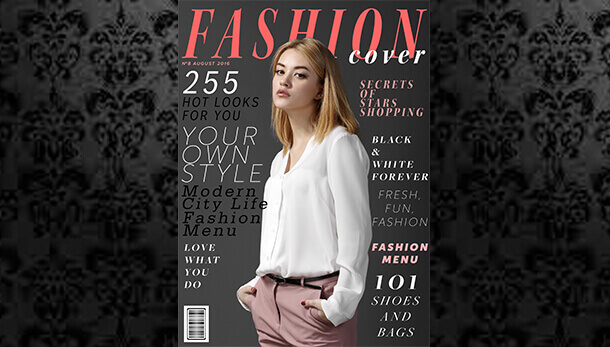 FASHION
cover
Nº8 AUGUST 2016
255
HOT LOOKS
FOR YOU
YOUR
OWN
STYLE
Modern
City Life
Fashion
Menu
LOVE
WHAT
YOU
DO
SECRETS
OF
STARS
SHOPPING
BLACK
&
WHITE
FOREVER
FRESH,
FUN,
FASHION
FASHION
MENU
101
SHOES
AND
BAGS